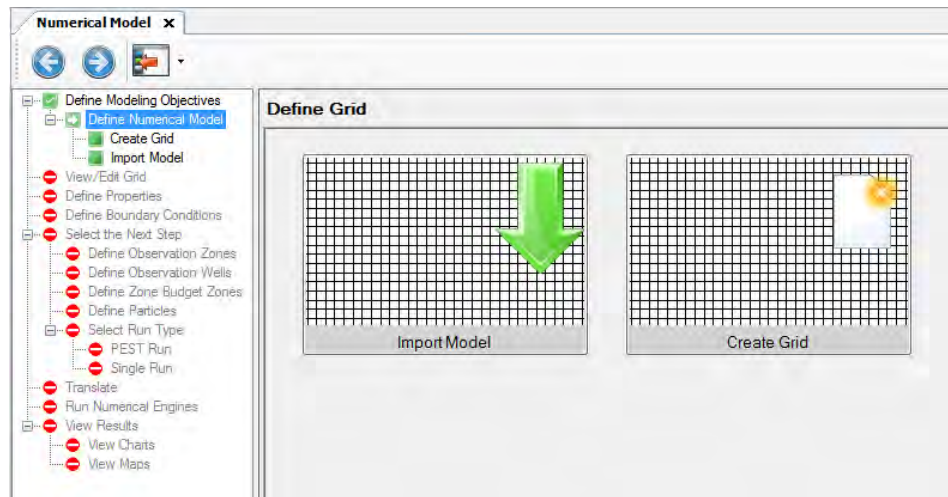 Numerical Model x
Define Modeling Objectives
Define Numerical Model
Create Grid
Import Model
View/Edit Grid
Define Properties
Define Boundary Conditions
Select the Next Step
Define Observation Zones
Define Observation Wells
Define Zone Budget Zones
Define Particles
Select Run Type
PEST Run
Single Run
Translate
Run Numerical Engines
View Results
View Charts
View Maps
Define Grid
Import Model
Create Grid